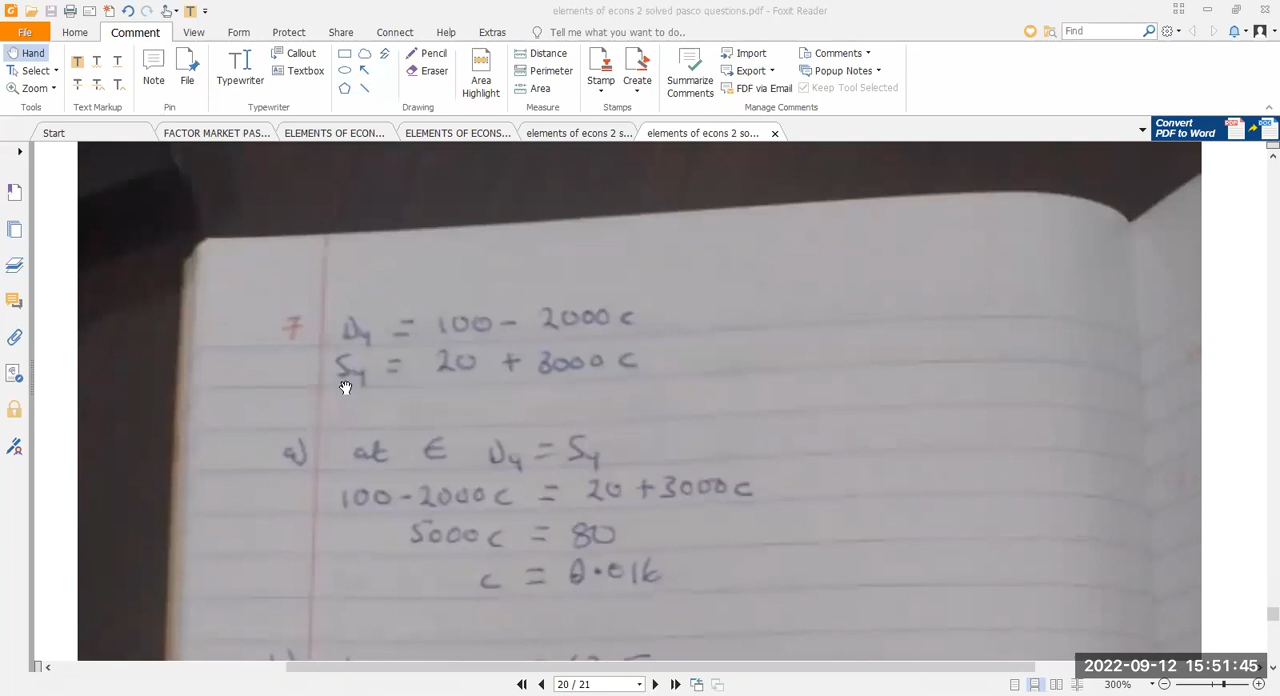 elements of econs 2 solved pasco questions.pdf - Foxit Reader
File Home Comment View Form Protect Share Connect Help Extras Tell me what you want to do.. Find
Hand
Select
Zoom
Tools
Text Markup
Note
File
Pin
Typewriter
Callout
Textbox
Typewriter
Pencil
Eraser
Area Highlight
Drawing
Distance
Perimeter
Area
Measure
Stamp
Create
Stamps
Summarize Comments
Import
Export
FDF via Email
Comments
Popup Notes
Keep Tool Selected
Manage Comments
Start
FACTOR MARKET PAS...
ELEMENTS OF ECON...
ELEMENTS OF ECONS...
elements of econs 2 s...
elements of econs 2 so...
Convert
PDF to Word
7 Dy = 100 - 2000c
Sy = 20 + 3000c
a) at E Dy = Sy
100 - 2000c = 20 + 3000c
5000c = 80
c = 0.016
20 / 21
2022-09-12 15:51:45
300%